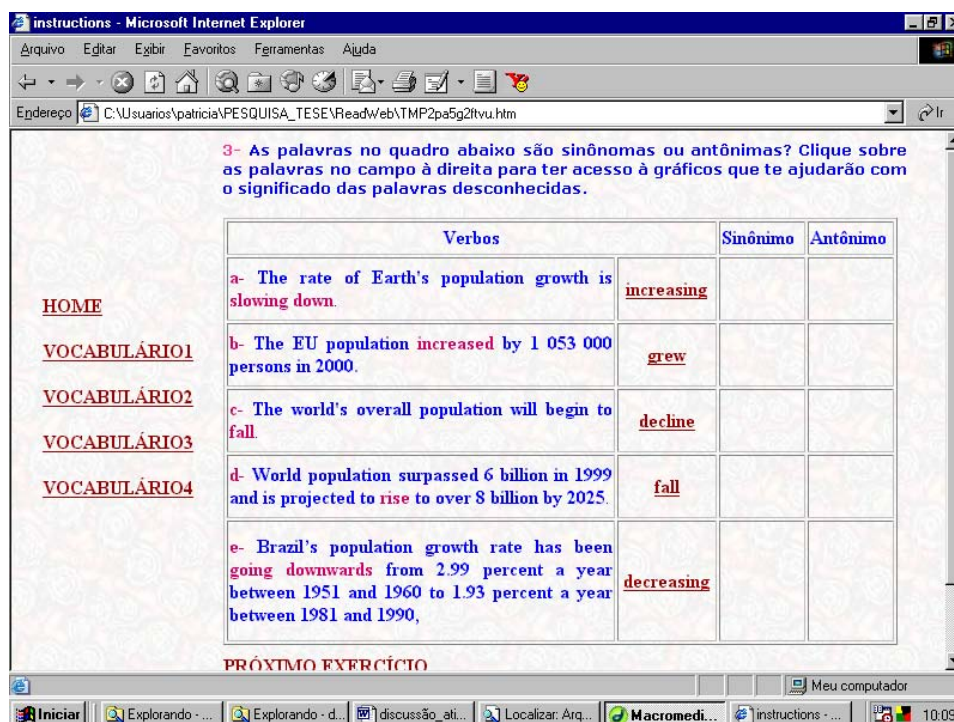 instructions - Microsoft Internet Explorer
Arquivo Editar Exibir Favoritos Ferramentas Ajuda
Endereço C:\Usuarios\patricia\PESQUISA_TESE\ReadWeb\TMP2pa5g2ftvu.htm Ir
3- As palavras no quadro abaixo são sinônomas ou antônimas? Clique sobre
as palavras no campo à direita para ter acesso à gráficos que te ajudarão com
o significado das palavras desconhecidas.
HOME
VOCABULÁRIO1
VOCABULÁRIO2
VOCABULÁRIO3
VOCABULÁRIO4
Verbos Sinônimo Antônimo
a- The rate of Earth's population growth is
slowing down.
increasing
b- The EU population increased by 1 053 000
persons in 2000.
grew
c- The world's overall population will begin to
fall.
decline
d- World population surpassed 6 billion in 1999
and is projected to rise to over 8 billion by 2025.
fall
e- Brazil's population growth rate has been
going downwards from 2.99 percent a year
between 1951 and 1960 to 1.93 percent a year
between 1981 and 1990,
decreasing
PRÓXIMO EXERCÍCIO
Meu computador
Iniciar Explorando - ... Explorando - d... discussão_ati... Localizar: Arq... Macromedi... instructions - ... 10:09